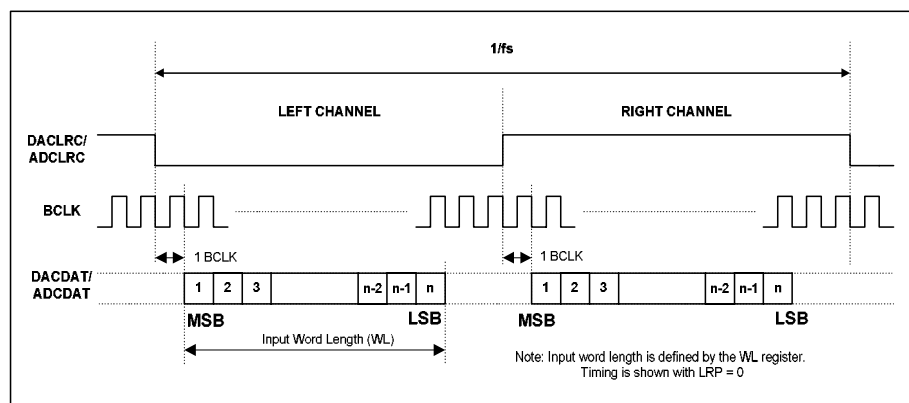 1/fs
LEFT CHANNEL
RIGHT CHANNEL
DACLRC/
ADCLRC
BCLK
1 BCLK
1 BCLK
DACDAT/
ADCDAT
1 2 3 n-2 n-1 n
1 2 3 n-2 n-1 n
MSB
LSB
MSB
LSB
Input Word Length (WL)
Note: Input word length is defined by the WL register.
Timing is shown with LRP = 0